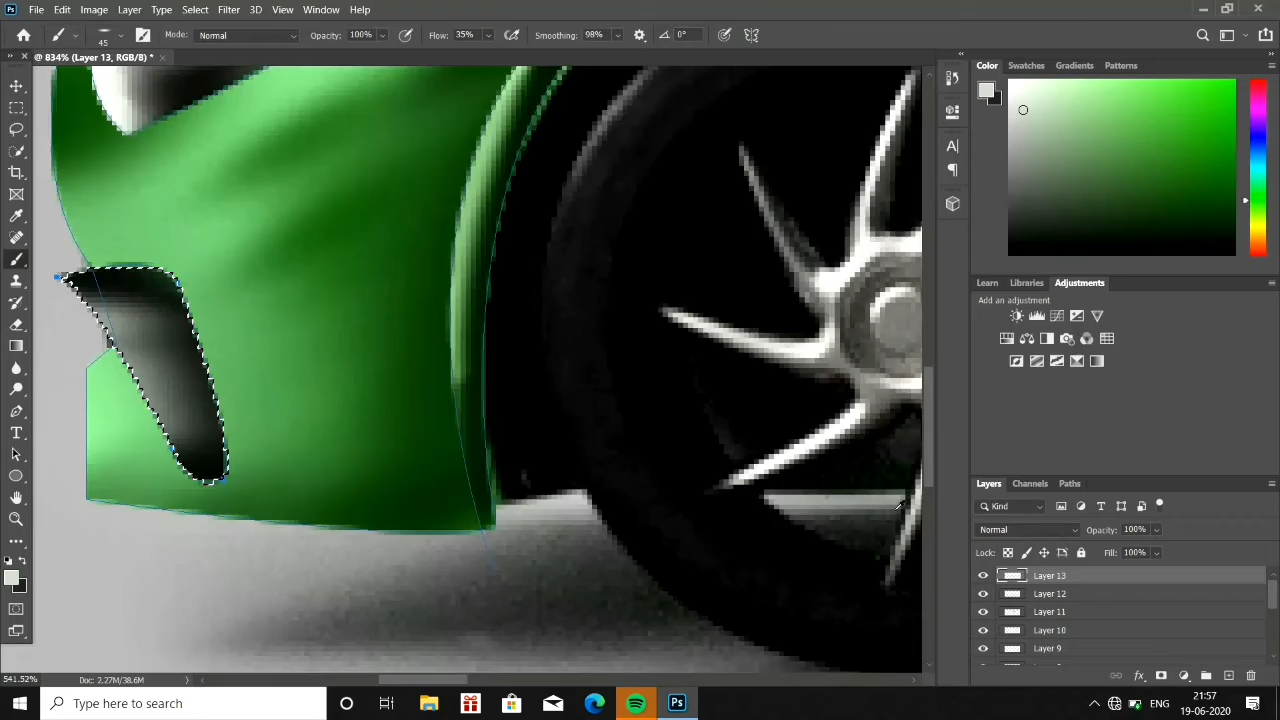 Ps File Edit Image Layer Type Select Filter 3D View Window Help
45 Mode: Normal Opacity: 100% Flow: 35% Smoothing: 98% 0°
@ 834% (Layer 13, RGB/8) *
Color Swatches Gradients Patterns
Learn Libraries Adjustments
Add an adjustment
Layers Channels Paths
Kind
Normal Opacity: 100%
Lock: Fill: 100%
Layer 13
Layer 12
Layer 11
Layer 10
Layer 9
541.52% Doc: 2.27M/38.6M
Type here to search
Ps
ENG
21:57
19-06-2020